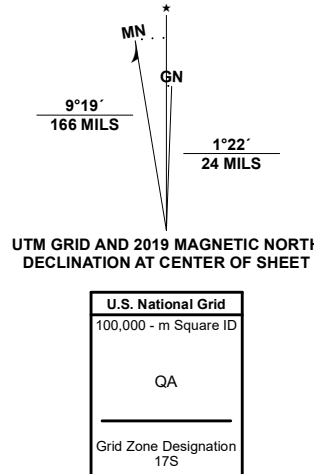 ★
MN
GN
9°19´
166 MILS
1°22´
24 MILS
UTM GRID AND 2019 MAGNETIC NORTH
DECLINATION AT CENTER OF SHEET
U.S. National Grid
100,000 - m Square ID
QA
Grid Zone Designation
17S